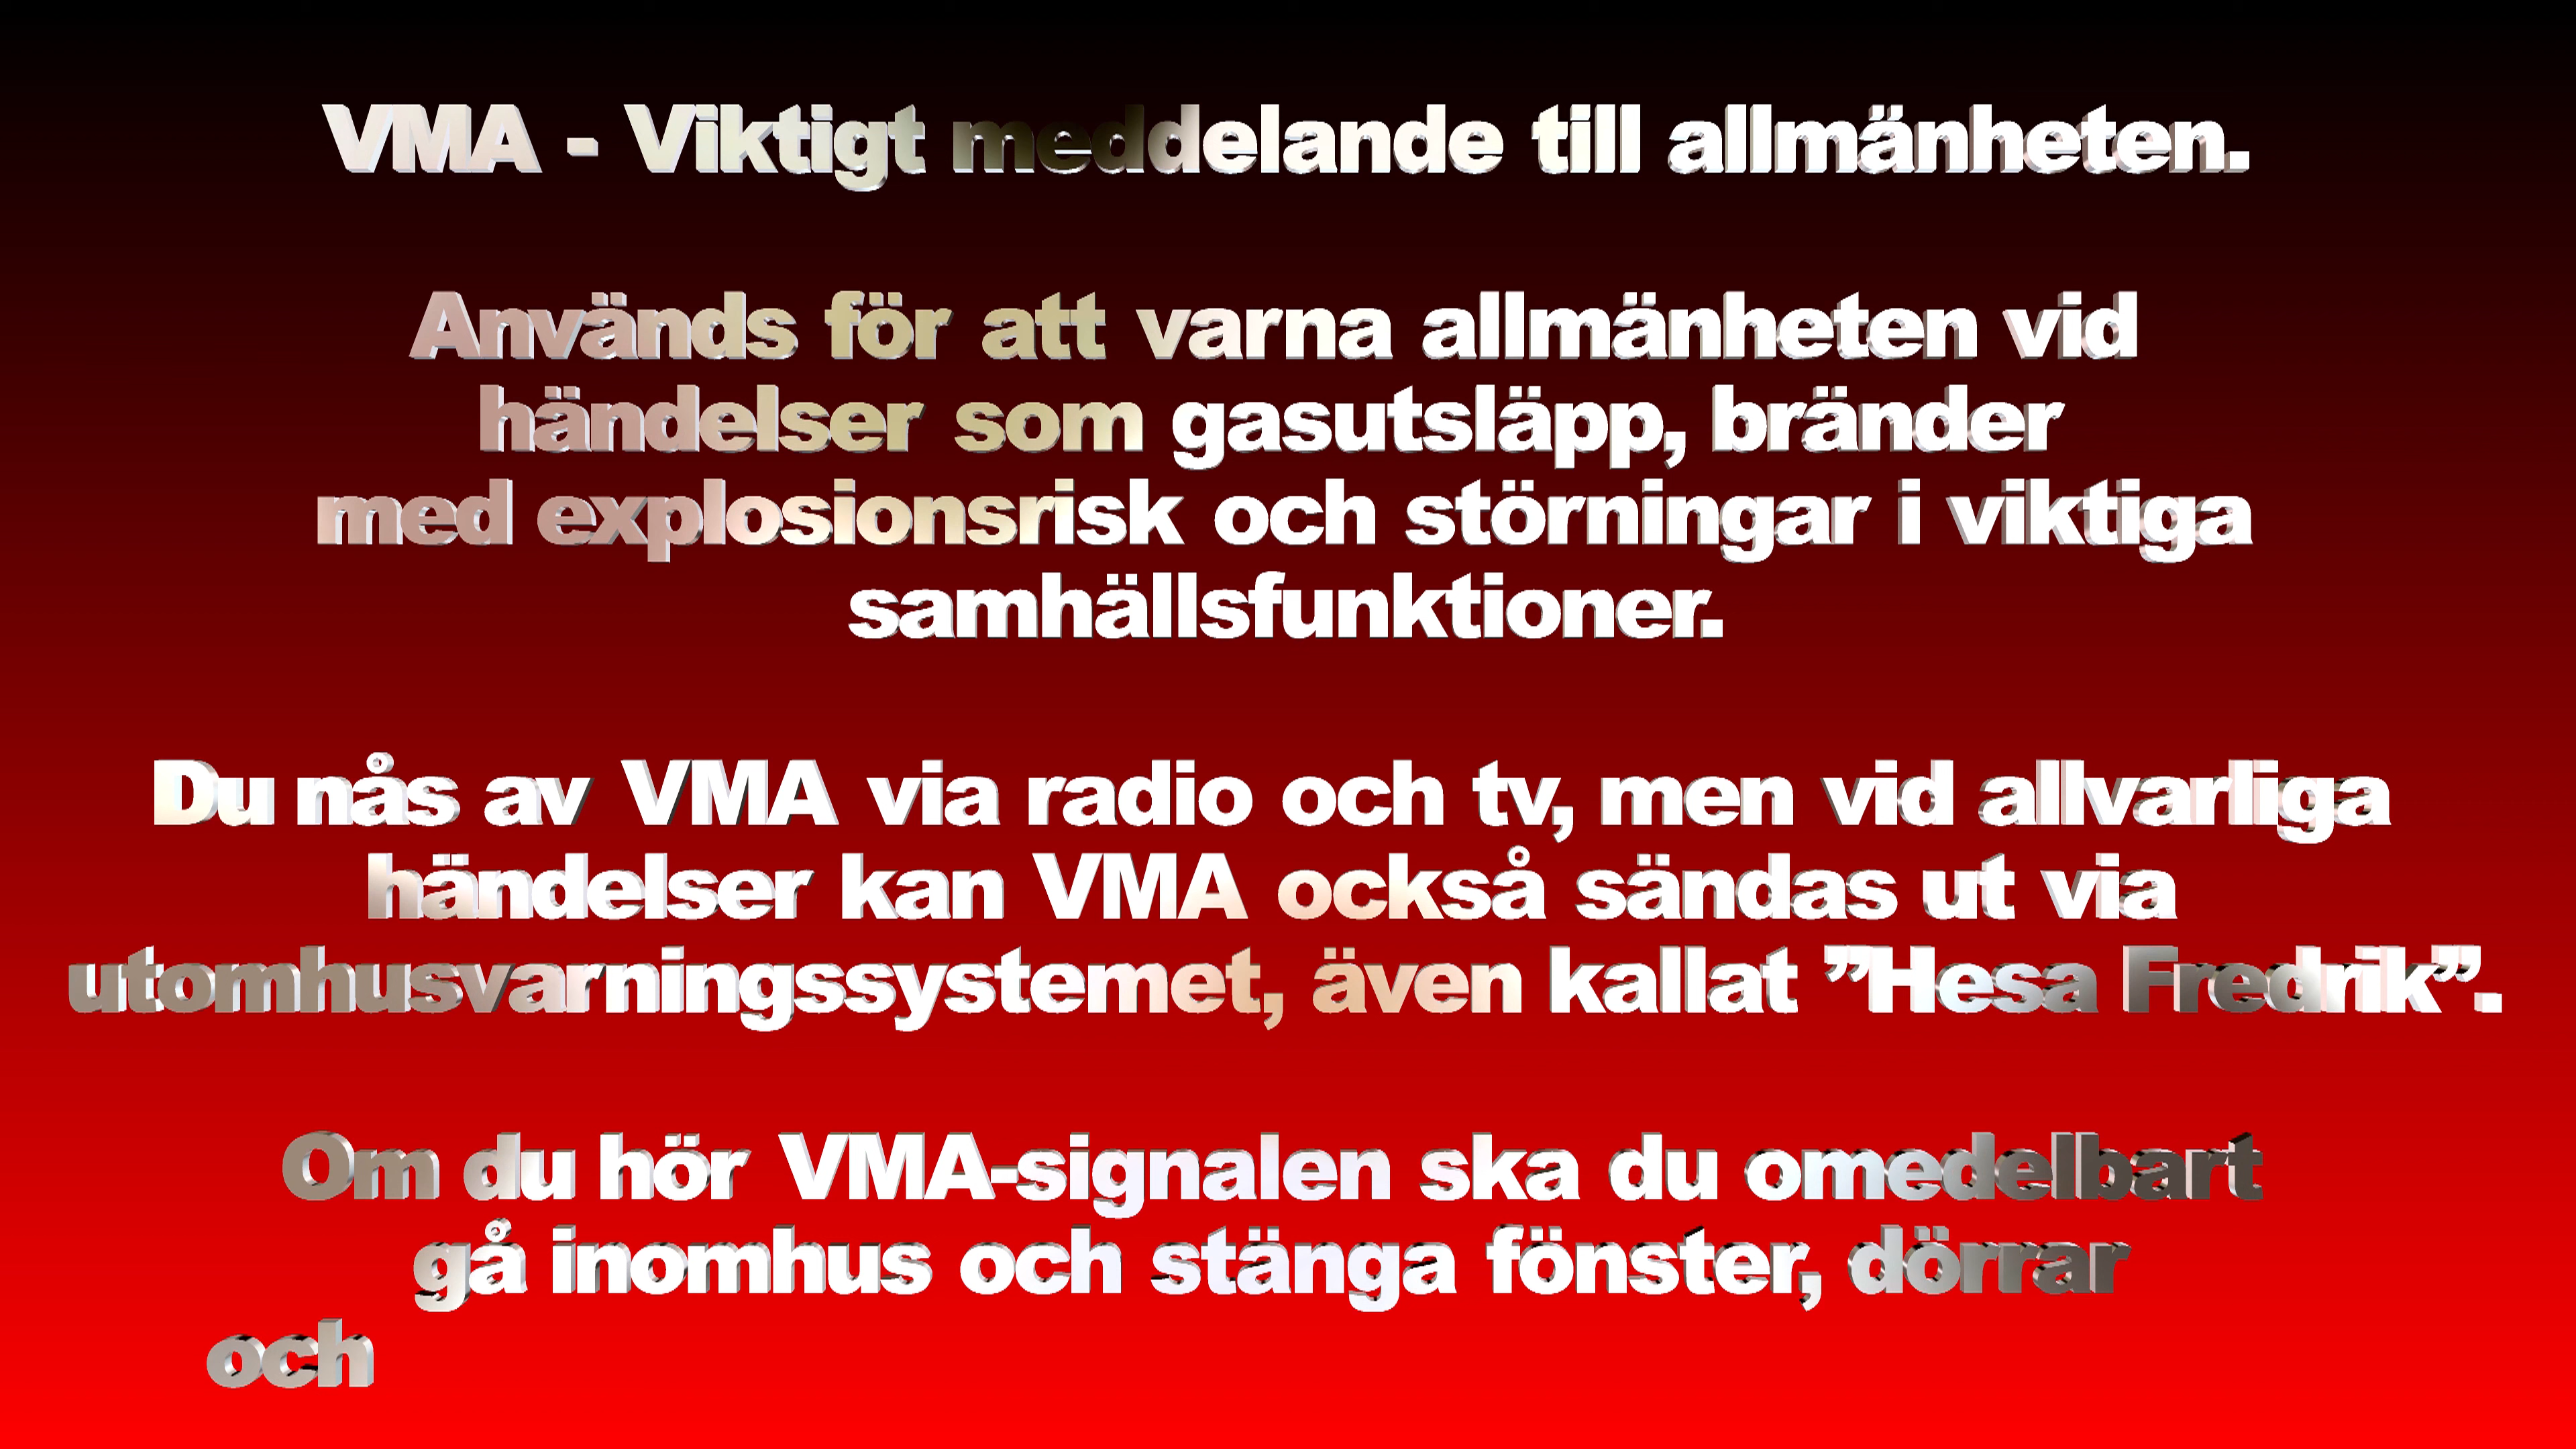 VMA - Viktigt meddelande till allmänheten.
Används för att varna allmänheten vid
händelser som gasutsläpp, bränder
med explosionsrisk och störningar i viktiga
samhällsfunktioner.
Du nås av VMA via radio och tv, men vid allvarliga
händelser kan VMA också sändas ut via
utomhusvarningssystemet, även kallat ”Hesa Fredrik”.
Om du hör VMA-signalen ska du omedelbart
gå inomhus och stänga fönster, dörrar
och